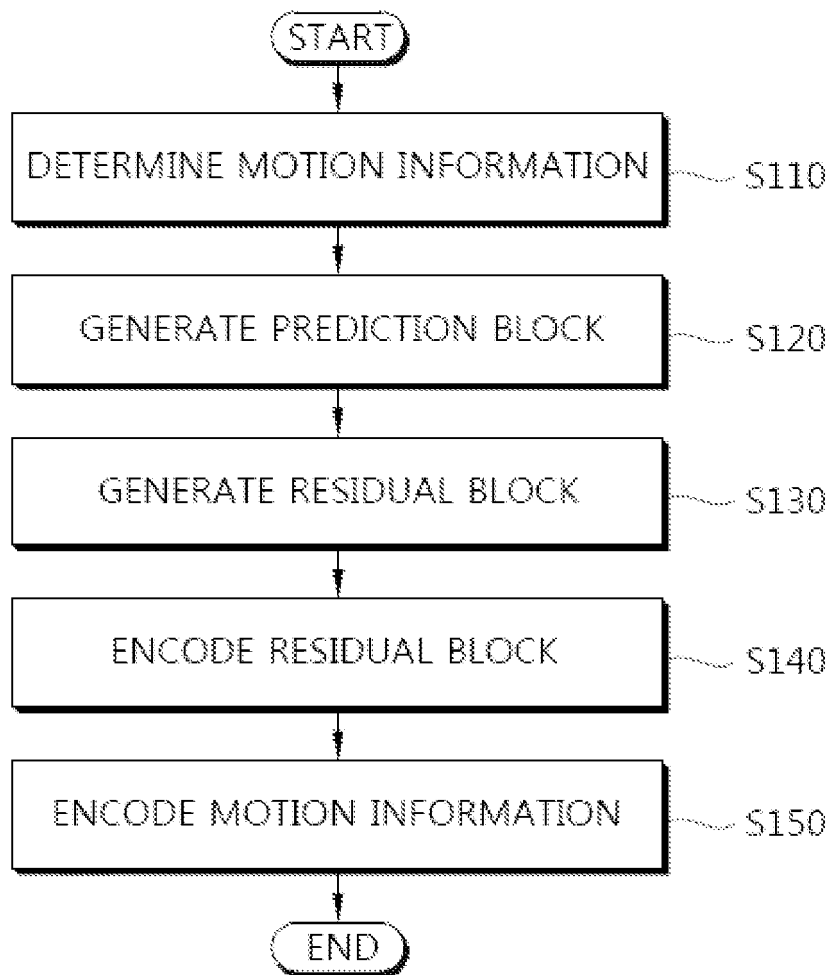 START
DETERMINE MOTION INFORMATION
S110
GENERATE PREDICTION BLOCK
S120
GENERATE RESIDUAL BLOCK
S130
ENCODE RESIDUAL BLOCK
S140
ENCODE MOTION INFORMATION
S150
END